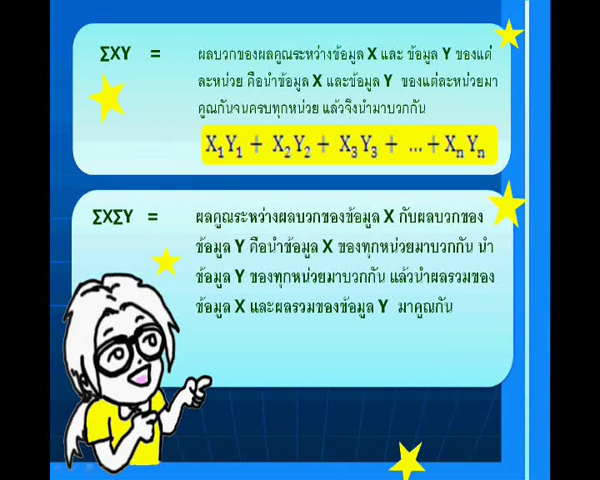 ∑XY = ผลบวกของผลคูณระหว่างข้อมูล X และ ข้อมูล Y ของแต่
ละหน่วย คือนำข้อมูล X และข้อมูล Y ของแต่ละหน่วยมา
คูณกันจนครบทุกหน่วย แล้วจึงนำมาบวกกัน
X₁Y₁ + X₂Y₂ + X₃Y₃ + ... + XₙYₙ
∑X∑Y = ผลคูณระหว่างผลบวกของข้อมูล X กับผลบวกของ
ข้อมูล Y คือนำข้อมูล X ของทุกหน่วยมาบวกกัน นำ
ข้อมูล Y ของทุกหน่วยมาบวกกัน แล้วนำผลรวมของ
ข้อมูล X และผลรวมของข้อมูล Y มาคูณกัน